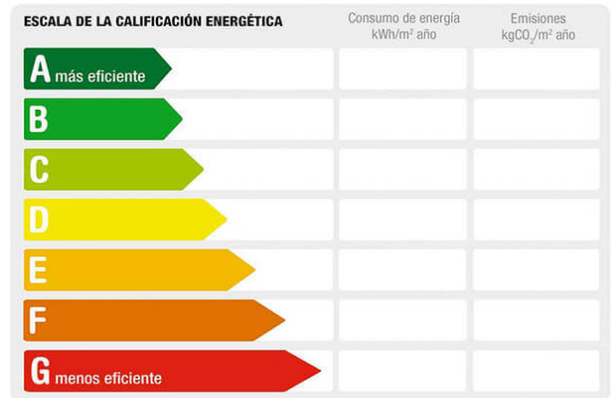 ESCALA DE LA CALIFICACIÓN ENERGÉTICA
Consumo de energía
kWh/m² año
Emisiones
kgCO₂/m² año
A más eficiente
B
C
D
E
F
G menos eficiente